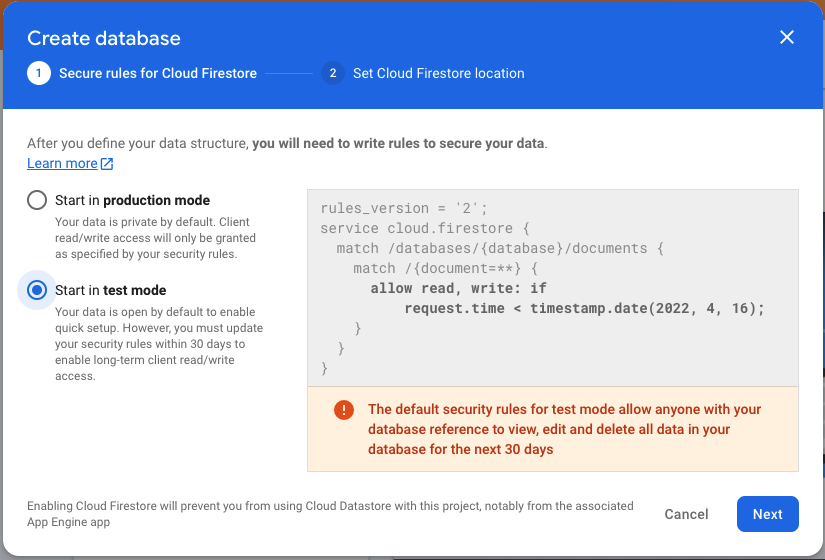 Create database
1 Secure rules for Cloud Firestore 2 Set Cloud Firestore location
After you define your data structure, you will need to write rules to secure your data.
Learn more
Start in production mode
Your data is private by default. Client
read/write access will only be granted
as specified by your security rules.
Start in test mode
Your data is open by default to enable
quick setup. However, you must update
your security rules within 30 days to
enable long-term client read/write
access.
rules_version = '2';
service cloud.firestore {
  match /databases/{database}/documents {
    match /{document=**} {
      allow read, write: if
          request.time < timestamp.date(2022, 4, 16);
    }
  }
}
The default security rules for test mode allow anyone with your
database reference to view, edit and delete all data in your
database for the next 30 days
Enabling Cloud Firestore will prevent you from using Cloud Datastore with this project, notably from the associated
App Engine app
Cancel Next